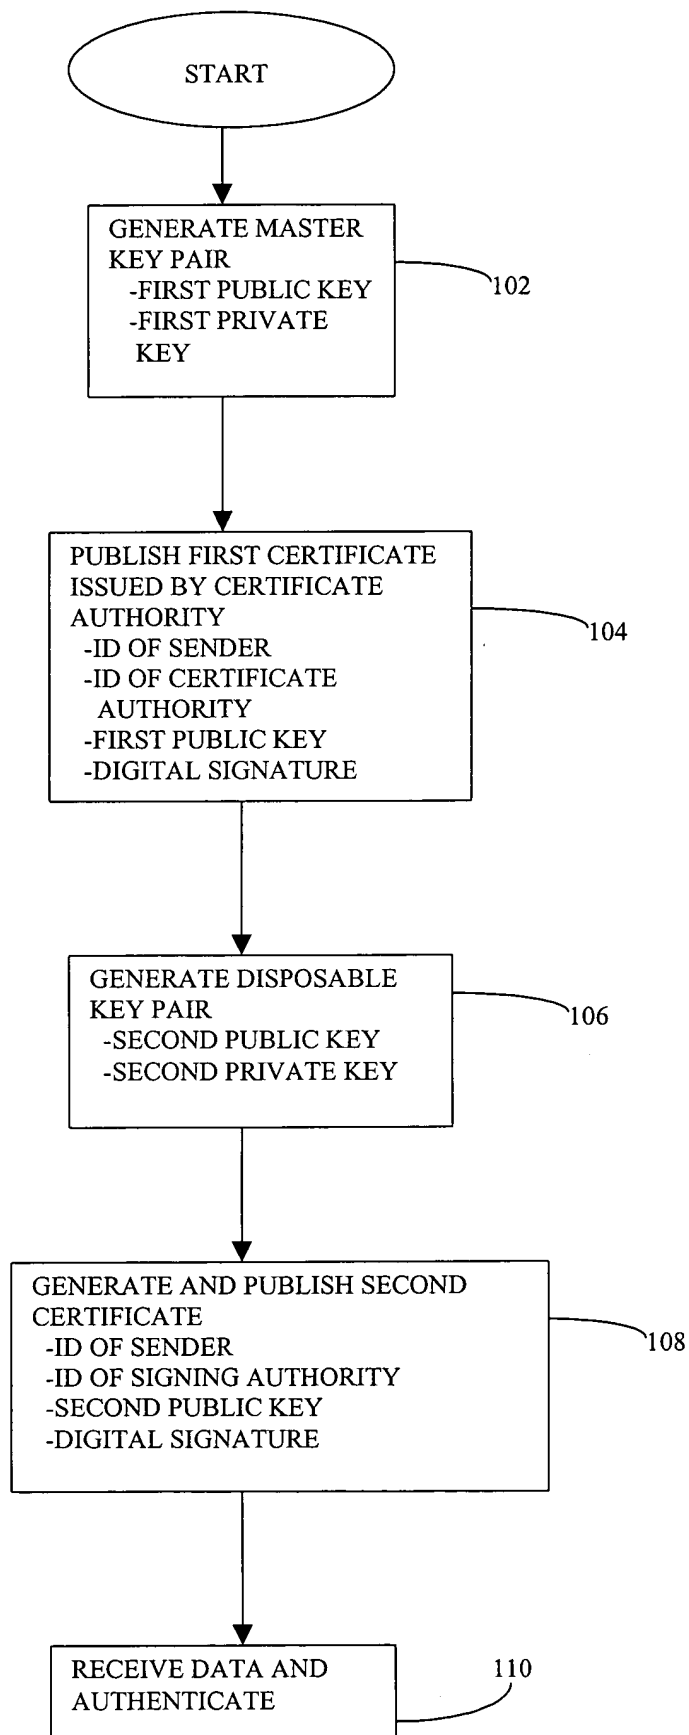 START
GENERATE MASTER
KEY PAIR
-FIRST PUBLIC KEY
-FIRST PRIVATE
KEY
102
PUBLISH FIRST CERTIFICATE
ISSUED BY CERTIFICATE
AUTHORITY
-ID OF SENDER
-ID OF CERTIFICATE
AUTHORITY
-FIRST PUBLIC KEY
-DIGITAL SIGNATURE
104
GENERATE DISPOSABLE
KEY PAIR
-SECOND PUBLIC KEY
-SECOND PRIVATE KEY
106
GENERATE AND PUBLISH SECOND
CERTIFICATE
-ID OF SENDER
-ID OF SIGNING AUTHORITY
-SECOND PUBLIC KEY
-DIGITAL SIGNATURE
108
RECEIVE DATA AND
AUTHENTICATE
110